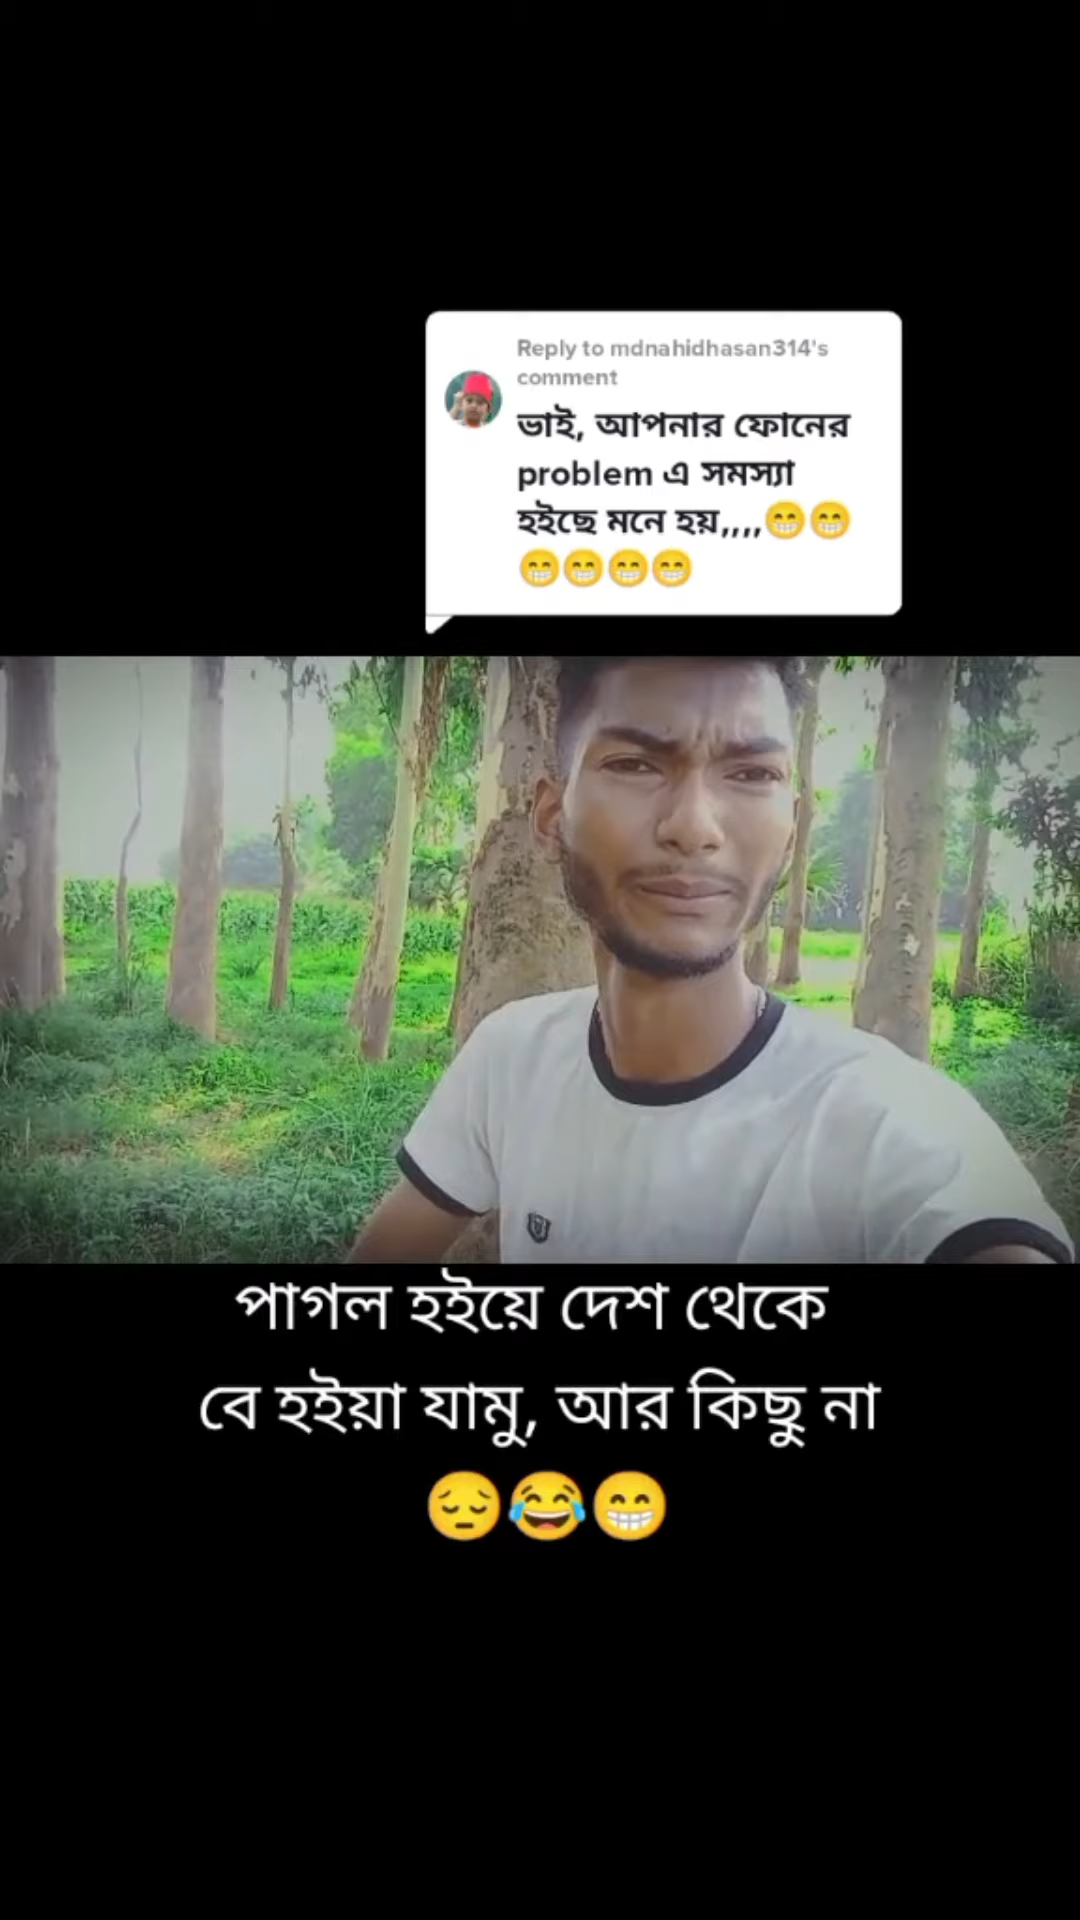 Reply to mdnahidhasan314's
comment
ভাই, আপনার ফোনের
problem এ সমস্যা
হইছে মনে হয়,,,,😁😁
😁😁😁😁
পাগল হইয়ে দেশ থেকে
বে হইয়া যামু, আর কিছু না
😔😂😁